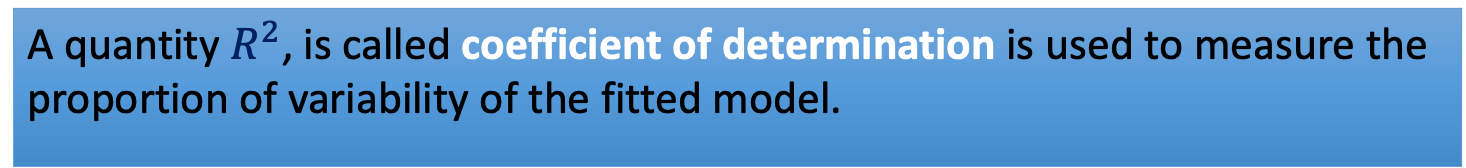 A quantity R², is called coefficient of determination is used to measure the
proportion of variability of the fitted model.